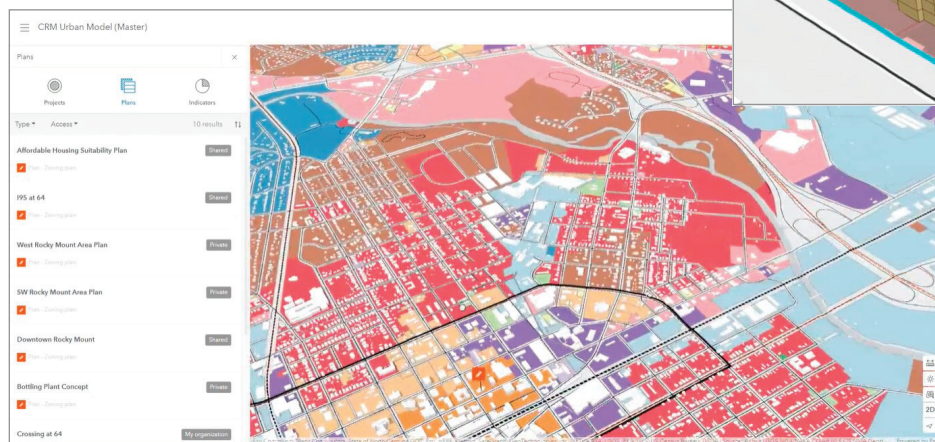 CRM Urban Model (Master)
Plans
Projects
Plans
Indicators
Type
Access
10 results
Affordable Housing Suitability Plan
Shared
Plan - Zoning plan
I95 at 64
Shared
Plan - Zoning plan
West Rocky Mount Area Plan
Private
Plan - Zoning plan
SW Rocky Mount Area Plan
Private
Plan - Zoning plan
Downtown Rocky Mount
Shared
Plan - Zoning plan
Bottling Plant Concept
Private
Plan - Zoning plan
Crossing at 64
My organization
2D